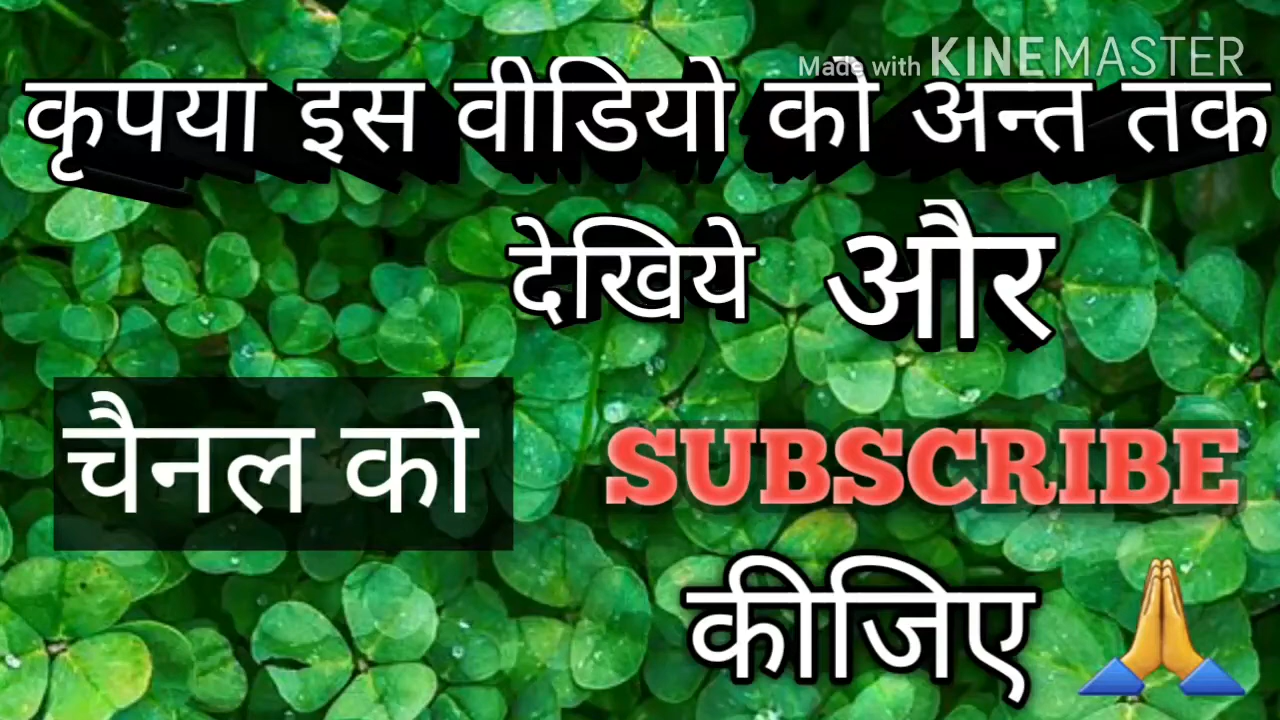 Made with KINEMASTER
कृपया इस वीडियो को अन्त तक
देखिये और
चैनल को SUBSCRIBE
कीजिए 🙏